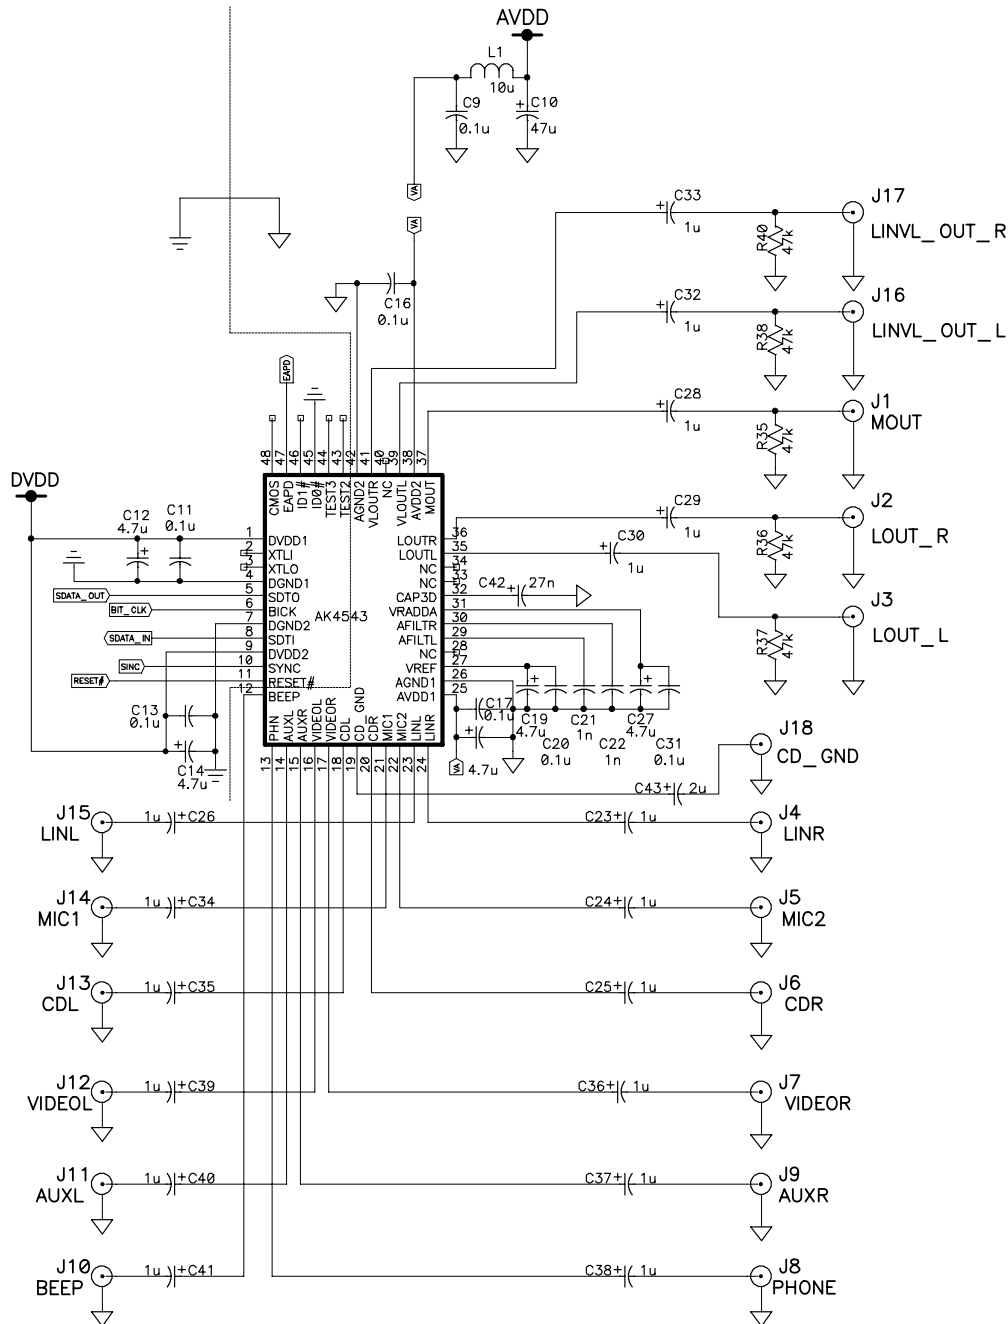 AVDD
L1
10u
C9
0.1u
C10
47u
VA
VA
C33
1u
J17
LINVL_OUT_R
R40
47k
C16
0.1u
C32
1u
J16
LINVL_OUT_L
R38
47k
EAPD
C28
1u
J1
MOUT
R35
47k
48 47 46 45 44 43 42 41 40 39 38 37
CMOS EAPD ID1# ID0# TEST3 TEST2 AGND2 VLOUTR NC VLOUTL AVDD2 MOUT
DVDD
C12
4.7u
C11
0.1u
C29
1u
J2
LOUT_R
R36
47k
C30
1u
J3
LOUT_L
R37
47k
1 DVDD1
2 XTLI
3 XTLO
4 DGND1
SDATA_OUT 5 SDTO
BIT_CLK 6 BICK
7 DGND2
SDATA_IN 8 SDTI
9 DVDD2
SINC 10 SYNC
RESET# 11 RESET#
12 BEEP
AK4543
LOUTR 36
LOUTL 35
NC 34
NC 33
CAP3D 32
VRADDA 31
AFILTR 30
AFILTL 29
NC 28
VREF 27
AGND1 26
AVDD1 25
C42 27n
PHN AUXL AUXR VIDEOL VIDEOR CDL CD_GND CDR MIC1 MIC2 LINL LINR
13 14 15 16 17 18 19 20 21 22 23 24
C13
0.1u
C14
4.7u
C17
0.1u
VA
4.7u
C19
4.7u
C20
0.1u
C21
1n
C22
1n
C27
4.7u
C31
0.1u
J18
CD_GND
C43 2u
J15
LINL
1u C26
C23 1u
J4
LINR
J14
MIC1
1u C34
C24 1u
J5
MIC2
J13
CDL
1u C35
C25 1u
J6
CDR
J12
VIDEOL
1u C39
C36 1u
J7
VIDEOR
J11
AUXL
1u C40
C37 1u
J9
AUXR
J10
BEEP
1u C41
C38 1u
J8
PHONE